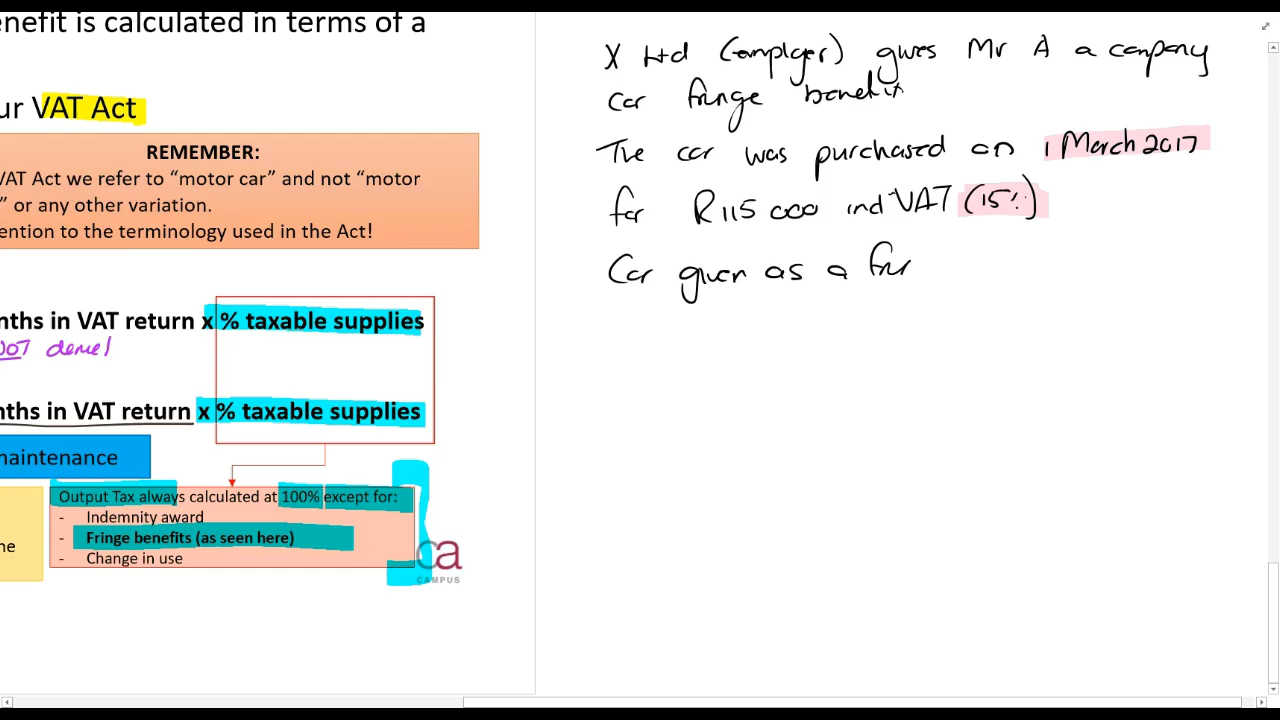 enefit is calculated in terms of a
ur VAT Act
REMEMBER:
VAT Act we refer to “motor car” and not “motor
” or any other variation.
ention to the terminology used in the Act!
nths in VAT return x % taxable supplies
NOT denied
nths in VAT return x % taxable supplies
maintenance
Output Tax always calculated at 100% except for:
- Indemnity award
- Fringe benefits (as seen here)
- Change in use
ne
ca
CAMPUS
X Ltd (employer) gives Mr A a company
car fringe benefit
The car was purchased on 1 March 2017
for R115 000 incl VAT (15%)
Car given as a frin